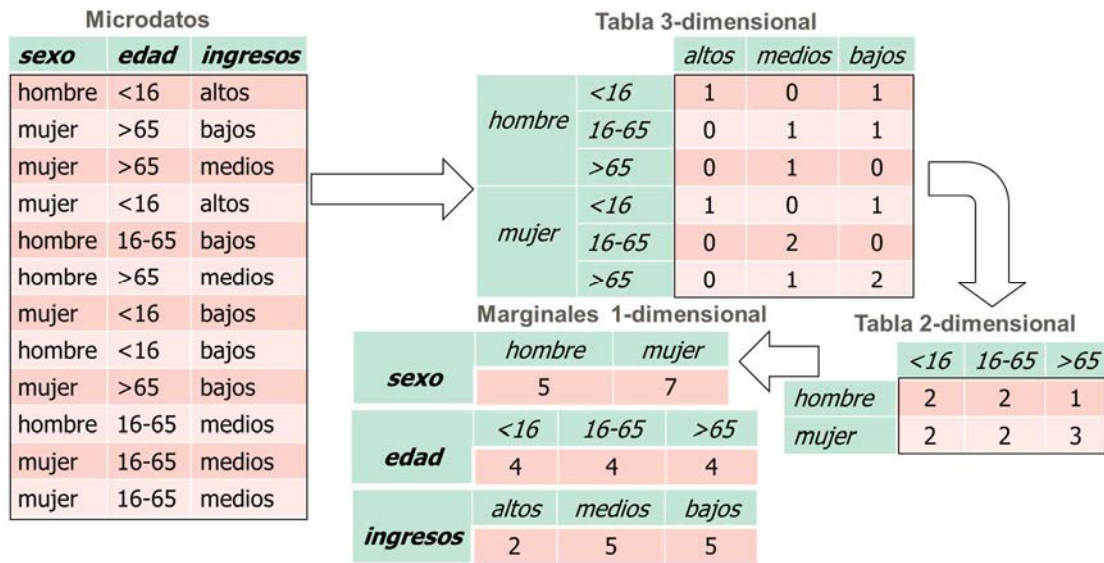 Microdatos
sexo edad ingresos
hombre <16 altos
mujer >65 bajos
mujer >65 medios
mujer <16 altos
hombre 16-65 bajos
hombre >65 medios
mujer <16 bajos
hombre <16 bajos
mujer >65 bajos
hombre 16-65 medios
mujer 16-65 medios
mujer 16-65 medios
Tabla 3-dimensional
altos medios bajos
hombre
<16 1 0 1
16-65 0 1 1
>65 0 1 0
mujer
<16 1 0 1
16-65 0 2 0
>65 0 1 2
Tabla 2-dimensional
<16 16-65 >65
hombre 2 2 1
mujer 2 2 3
Marginales 1-dimensional
sexo
hombre mujer
5 7
edad
<16 16-65 >65
4 4 4
ingresos
altos medios bajos
2 5 5